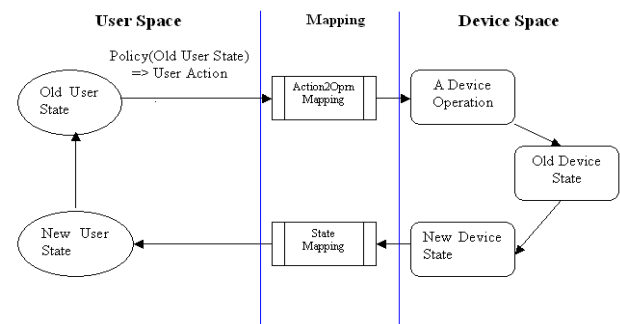 User Space
Mapping
Device Space
Policy(Old User State)
=> User Action
Old User
State
Action2Oprn
Mapping
A Device
Operation
Old Device
State
New User
State
State
Mapping
New Device
State